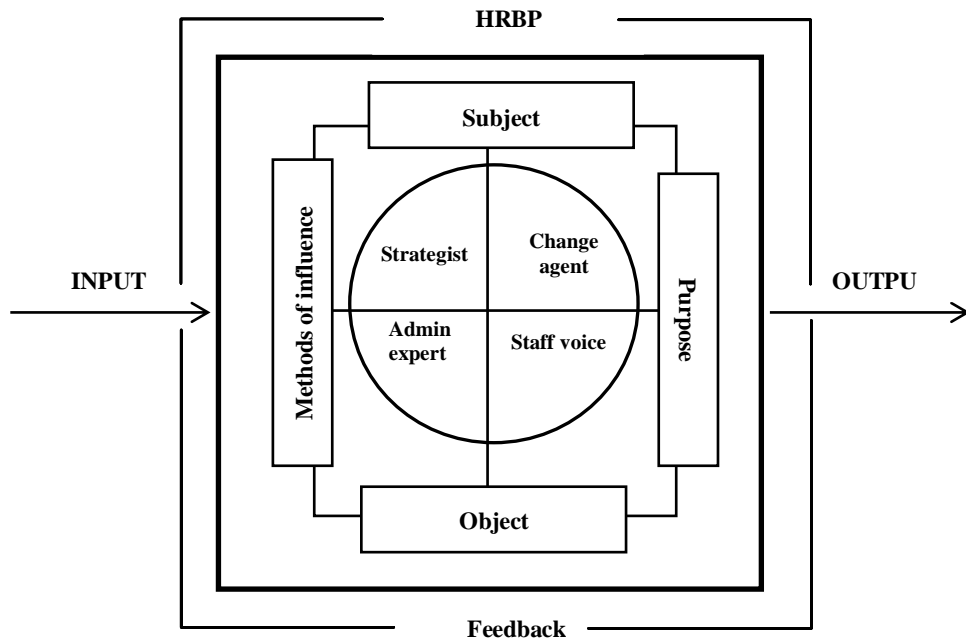 HRBP
Subject
Methods of influence
Strategist
Change
agent
Purpose
INPUT
OUTPU
Admin
expert
Staff voice
Object
Feedback